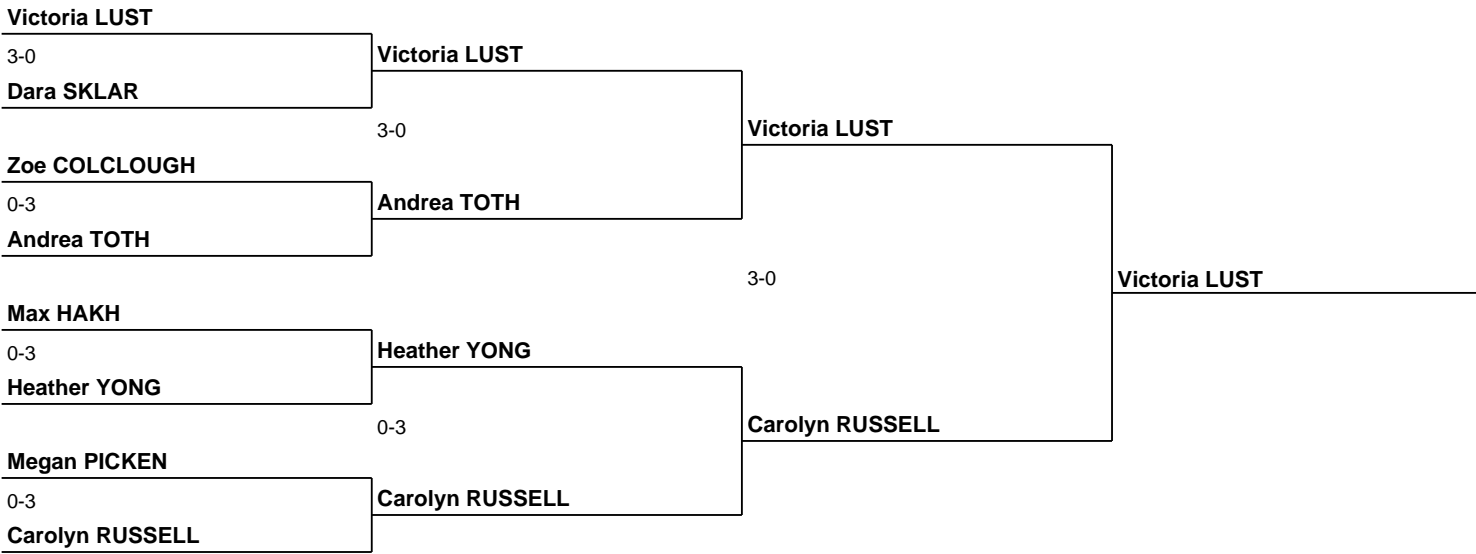 Victoria LUST
3-0
Dara SKLAR
Zoe COLCLOUGH
0-3
Andrea TOTH
Max HAKH
0-3
Heather YONG
Megan PICKEN
0-3
Carolyn RUSSELL
Victoria LUST
3-0
Andrea TOTH
Heather YONG
0-3
Carolyn RUSSELL
Victoria LUST
3-0
Carolyn RUSSELL
Victoria LUST